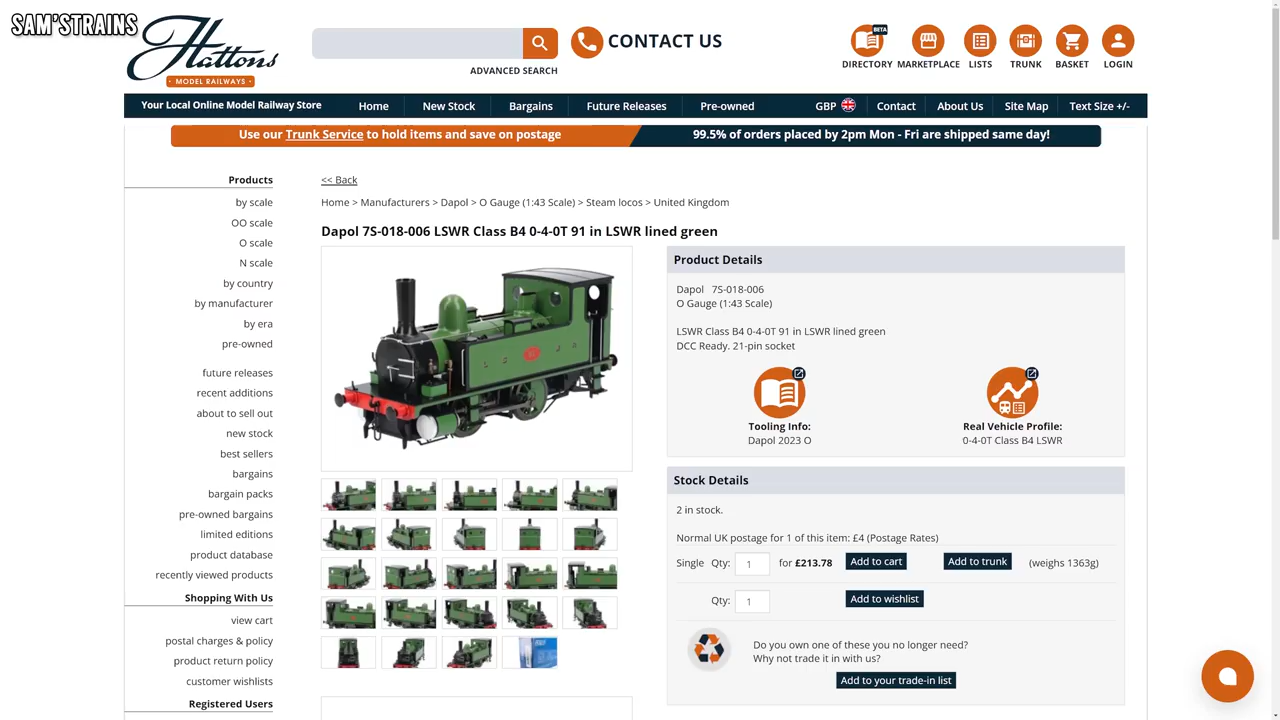 SAM'S TRAINS
Hattons
MODEL RAILWAYS
ADVANCED SEARCH
CONTACT US
BETA
DIRECTORY
MARKETPLACE
LISTS
TRUNK
BASKET
LOGIN
Your Local Online Model Railway Store
Home
New Stock
Bargains
Future Releases
Pre-owned
GBP
Contact
About Us
Site Map
Text Size +/-
Use our Trunk Service to hold items and save on postage
99.5% of orders placed by 2pm Mon - Fri are shipped same day!
Products
by scale
OO scale
O scale
N scale
by country
by manufacturer
by era
pre-owned
future releases
recent additions
about to sell out
new stock
best sellers
bargains
bargain packs
pre-owned bargains
limited editions
product database
recently viewed products
Shopping With Us
view cart
postal charges & policy
product return policy
customer wishlists
Registered Users
<< Back
Home > Manufacturers > Dapol > O Gauge (1:43 Scale) > Steam locos > United Kingdom
Dapol 7S-018-006 LSWR Class B4 0-4-0T 91 in LSWR lined green
Product Details
Dapol 7S-018-006
O Gauge (1:43 Scale)
LSWR Class B4 0-4-0T 91 in LSWR lined green
DCC Ready. 21-pin socket
Tooling Info:
Dapol 2023 O
Real Vehicle Profile:
0-4-0T Class B4 LSWR
Stock Details
2 in stock.
Normal UK postage for 1 of this item: £4 (Postage Rates)
Single Qty: 1 for £213.78 Add to cart Add to trunk (weighs 1363g)
Qty: 1 Add to wishlist
Do you own one of these you no longer need?
Why not trade it in with us?
Add to your trade-in list